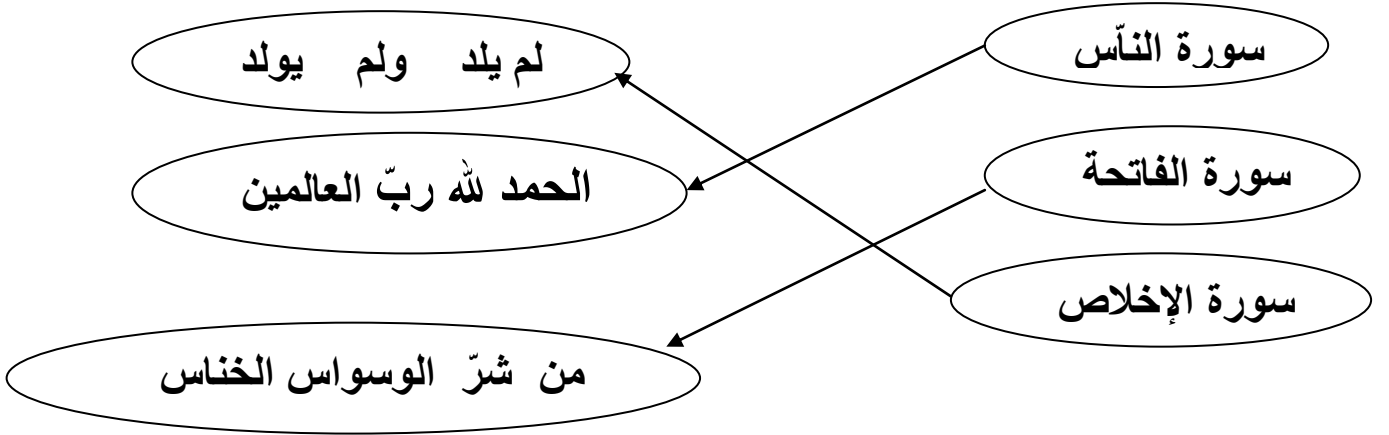 سورة النّاس
لم يلد ولم يولد
سورة الفاتحة
الحمد لله ربّ العالمين
سورة الإخلاص
من شرّ الوسواس الخناس